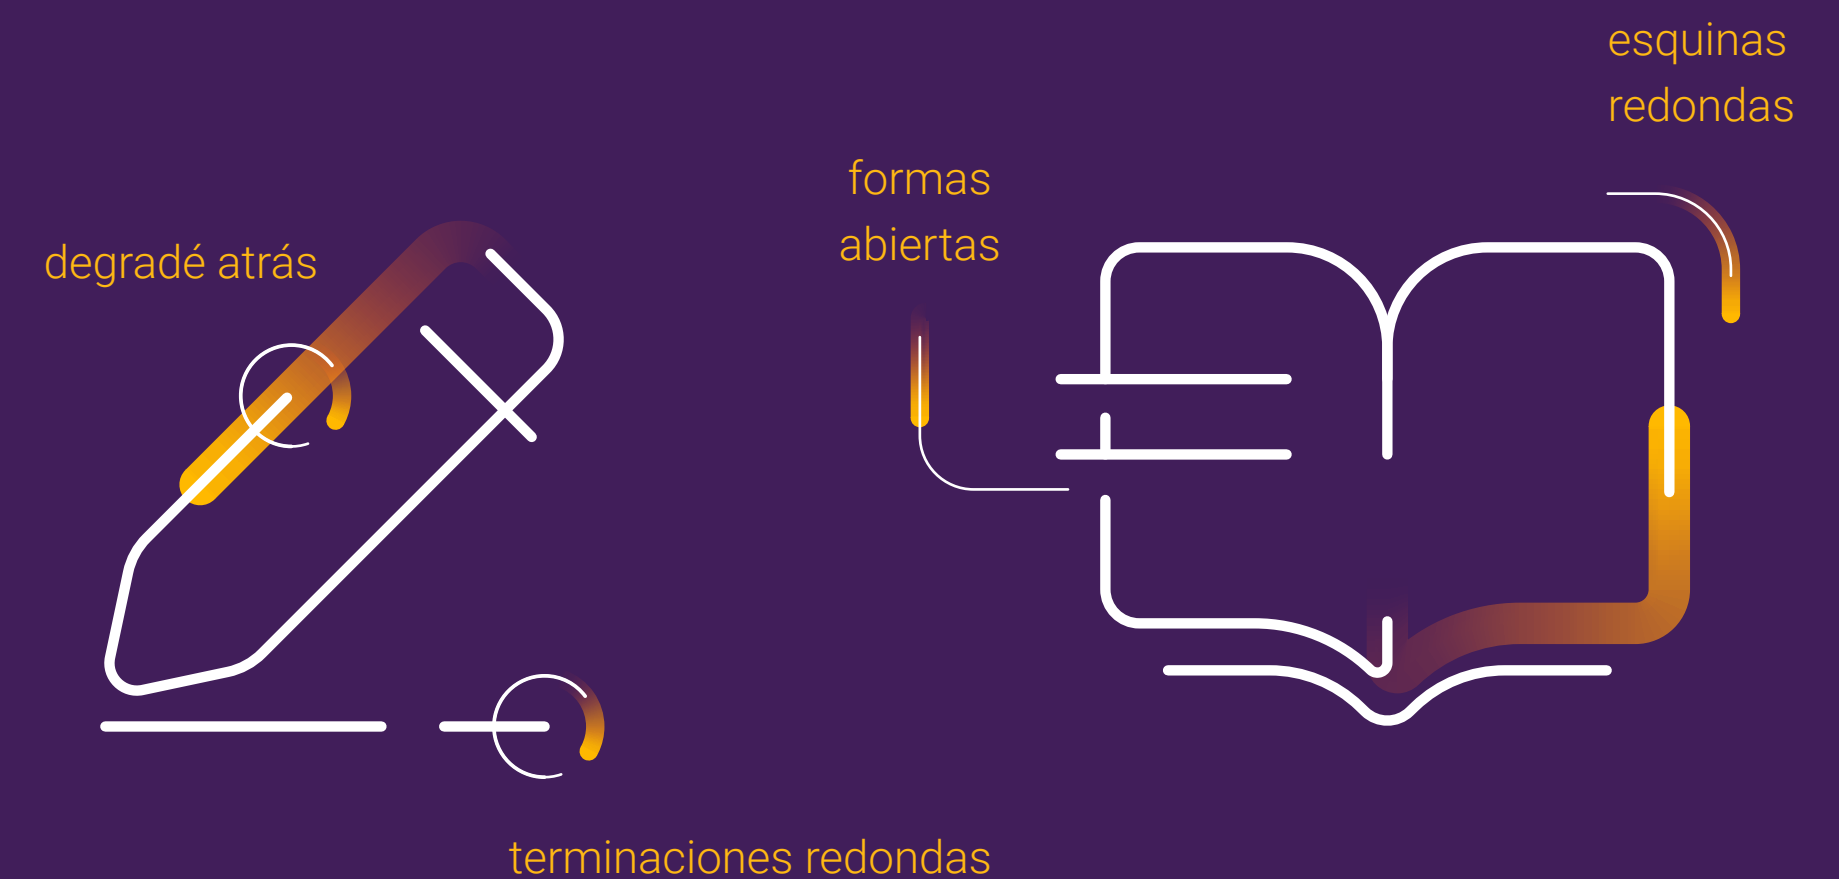 degradé atrás
formas
abiertas
esquinas
redondas
terminaciones redondas